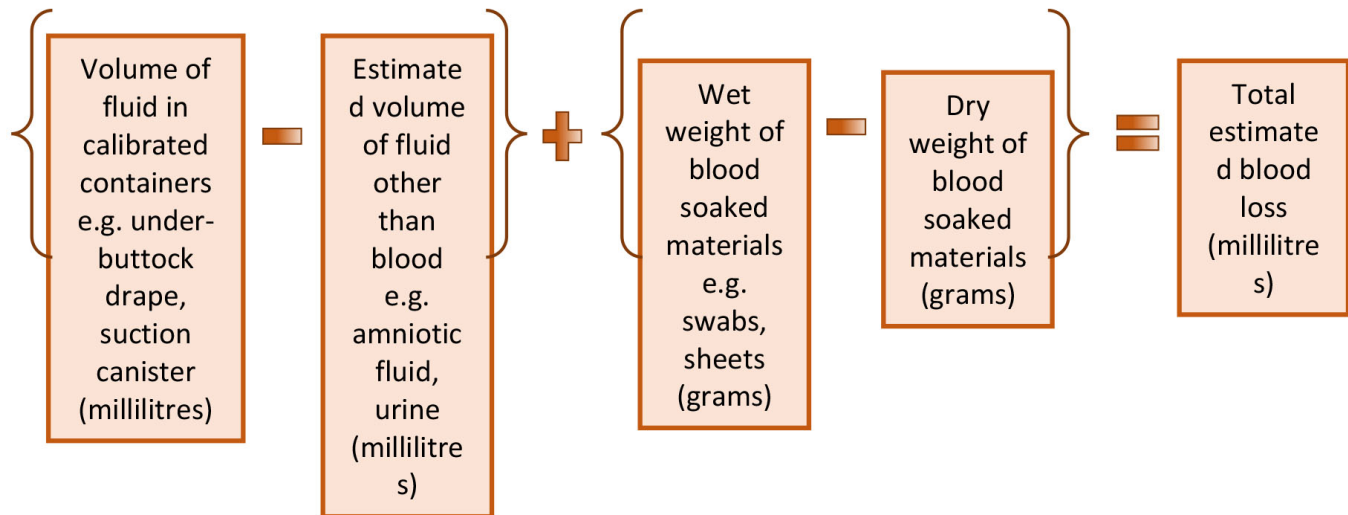 Volume of
fluid in
calibrated
containers
e.g. under-
buttock
drape,
suction
canister
(millilitres)
Estimate
d volume
of fluid
other
than
blood
e.g.
amniotic
fluid,
urine
(millilitre
s)
Wet
weight of
blood
soaked
materials
e.g.
swabs,
sheets
(grams)
Dry
weight of
blood
soaked
materials
(grams)
Total
estimate
d blood
loss
(millilitre
s)